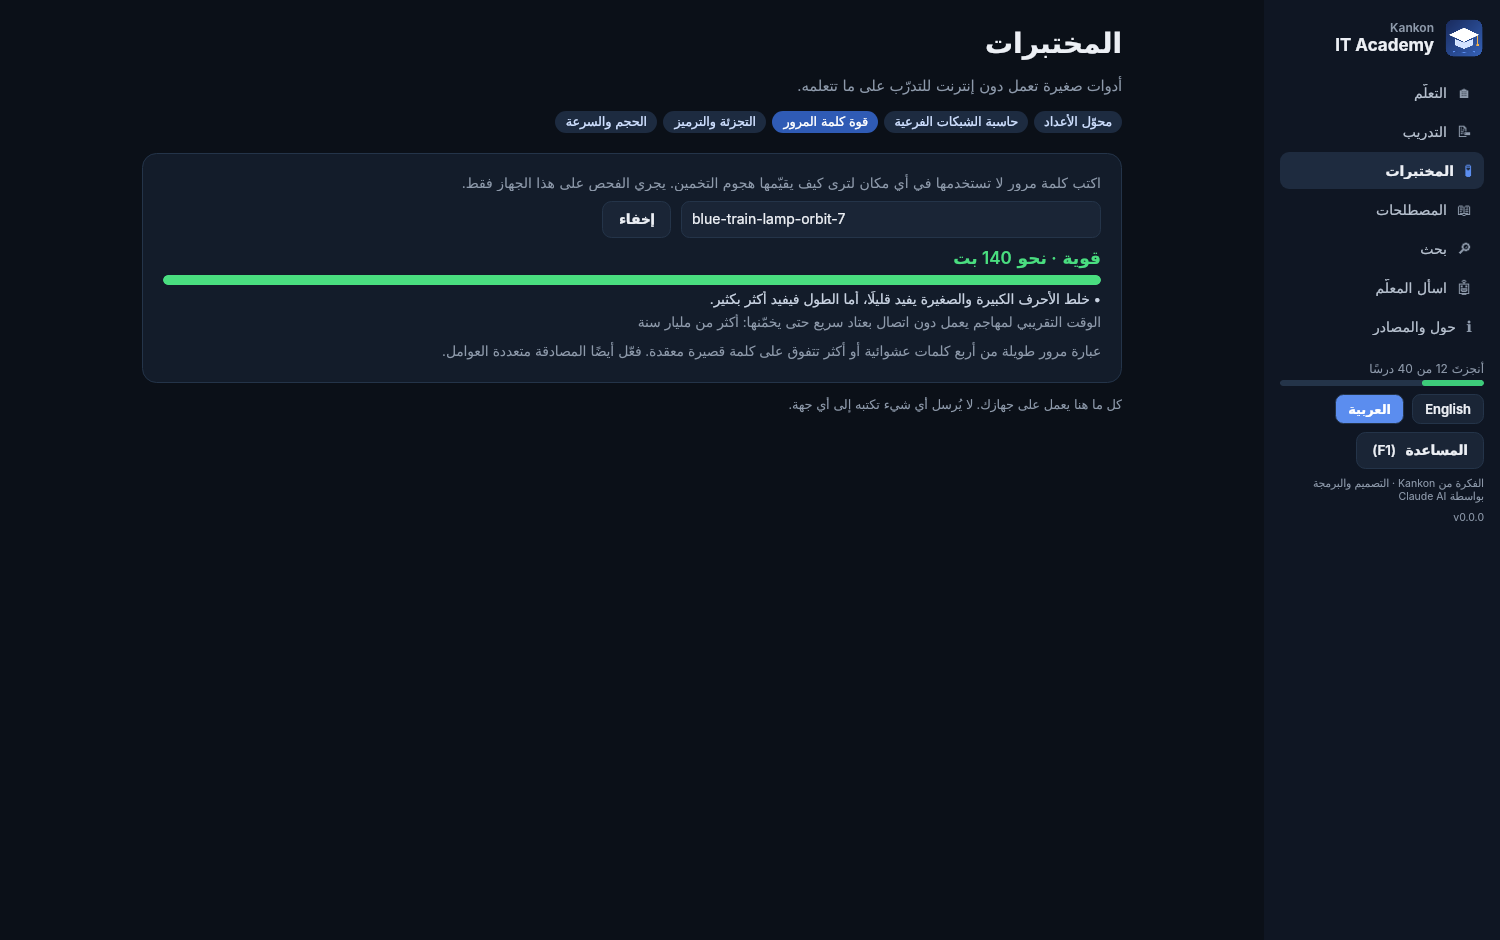 Kankon
IT Academy
التعلّم
التدريب
المختبرات
المصطلحات
بحث
اسأل المعلّم
حول والمصادر
أنجزتَ 12 من 40 درسًا
English
العربية
المساعدة (F1)
الفكرة من Kankon · التصميم والبرمجة
بواسطة Claude AI
v0.0.0
المختبرات
أدوات صغيرة تعمل دون إنترنت للتدرّب على ما تتعلمه.
محوّل الأعداد
حاسبة الشبكات الفرعية
قوة كلمة المرور
التجزئة والترميز
الحجم والسرعة
اكتب كلمة مرور لا تستخدمها في أي مكان لترى كيف يقيّمها هجوم التخمين. يجري الفحص على هذا الجهاز فقط.
blue-train-lamp-orbit-7
إخفاء
قوية · نحو 140 بت
• خلط الأحرف الكبيرة والصغيرة يفيد قليلًا، أما الطول فيفيد أكثر بكثير.
الوقت التقريبي لمهاجم يعمل دون اتصال بعتاد سريع حتى يخمّنها: أكثر من مليار سنة
عبارة مرور طويلة من أربع كلمات عشوائية أو أكثر تتفوق على كلمة قصيرة معقدة. فعّل أيضًا المصادقة متعددة العوامل.
كل ما هنا يعمل على جهازك. لا يُرسل أي شيء تكتبه إلى أي جهة.